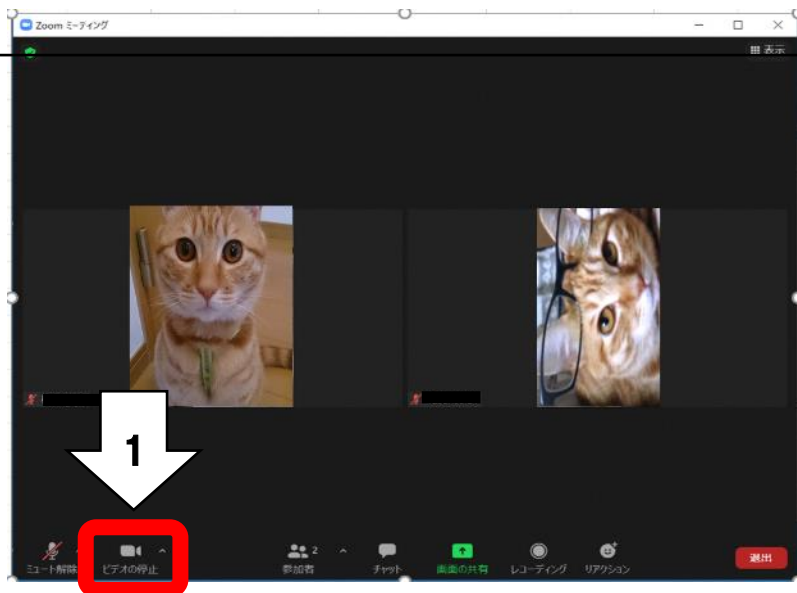 Zoom ミーティング
表示
1
2
ミュート解除
ビデオの停止
参加者
チャット
画面の共有
レコーディング
リアクション
退出